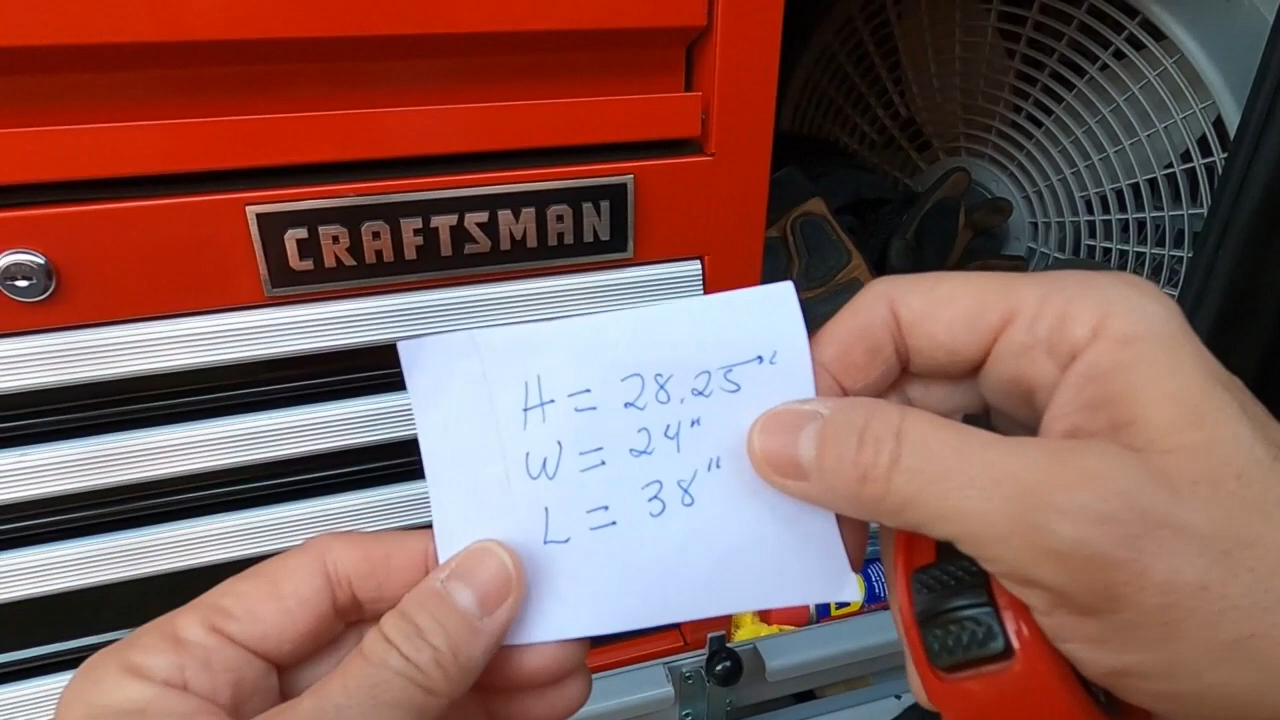 CRAFTSMAN
H = 28.25"
W = 24"
L = 38"